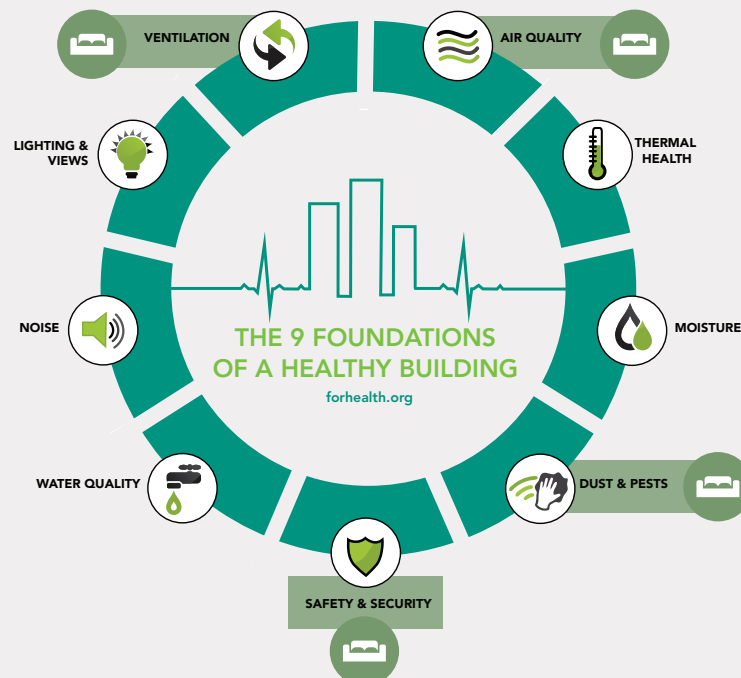 VENTILATION
AIR QUALITY
LIGHTING &
VIEWS
THERMAL
HEALTH
NOISE
MOISTURE
THE 9 FOUNDATIONS
OF A HEALTHY BUILDING
forhealth.org
WATER QUALITY
DUST & PESTS
SAFETY & SECURITY